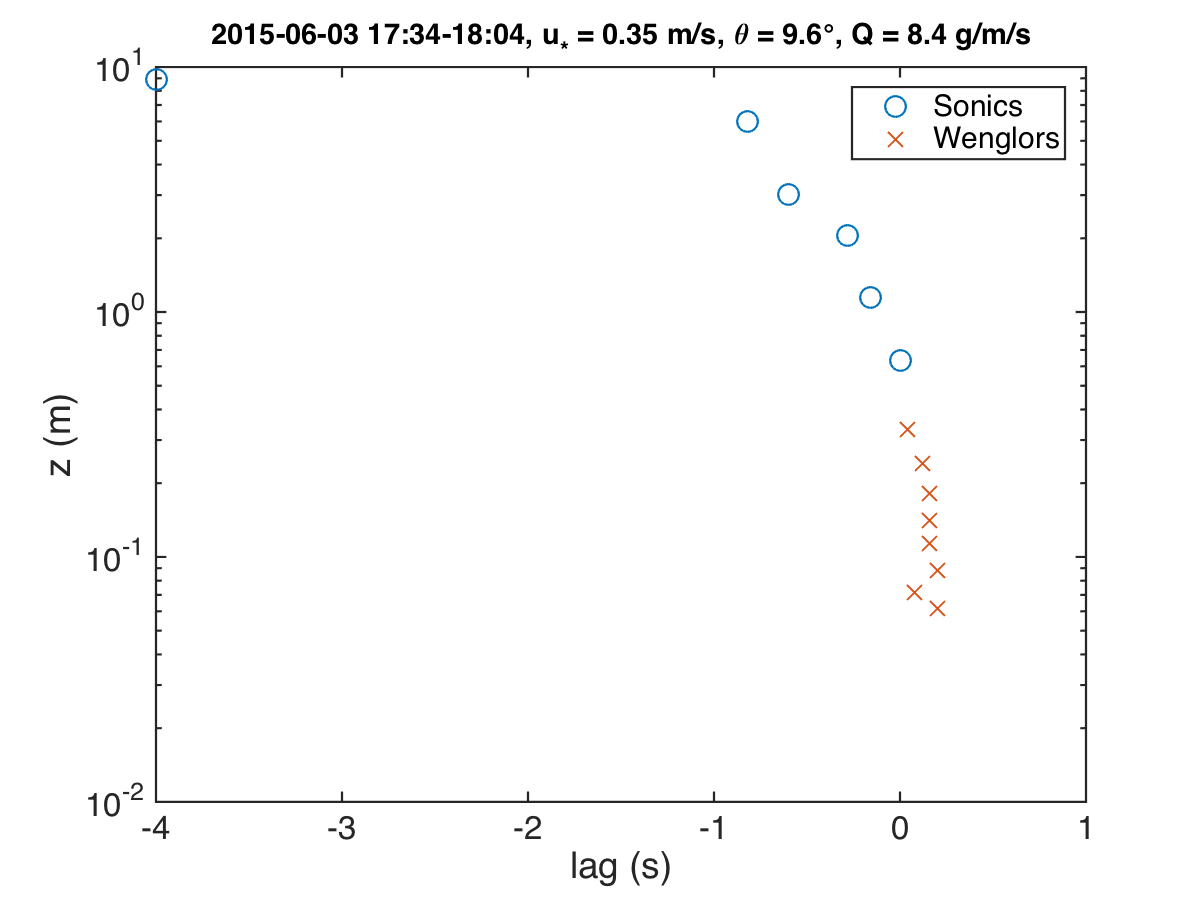 2015-06-03 17:34-18:04, u* = 0.35 m/s, θ = 9.6°, Q = 8.4 g/m/s
Sonics
Wenglors
10^1
10^0
10^-1
10^-2
z (m)
-4 -3 -2 -1 0 1
lag (s)